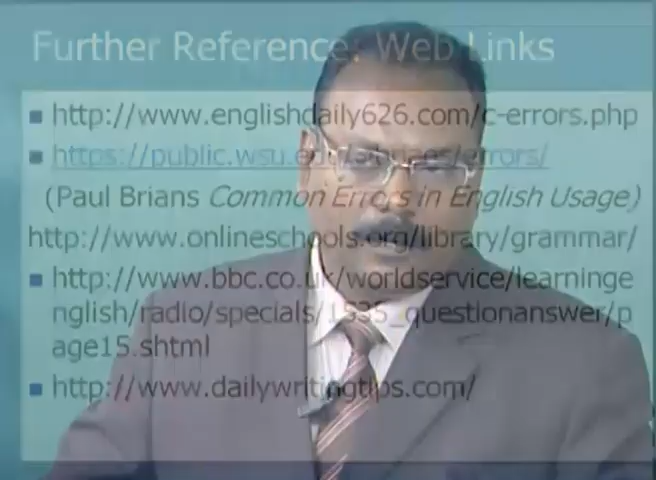 Further Reference: Web Links
http://www.englishdaily626.com/c-errors.php
https://public.wsu.edu/ /errors/
(Paul Brians Common Errors in English Usage)
http://www.onlineschools.org/library/grammar/
http://www.bbc.co.uk/worldservice/learninge
nglish/radio/specials/1535_questionanswer/p
age15.shtml
http://www.dailywritingtips.com/